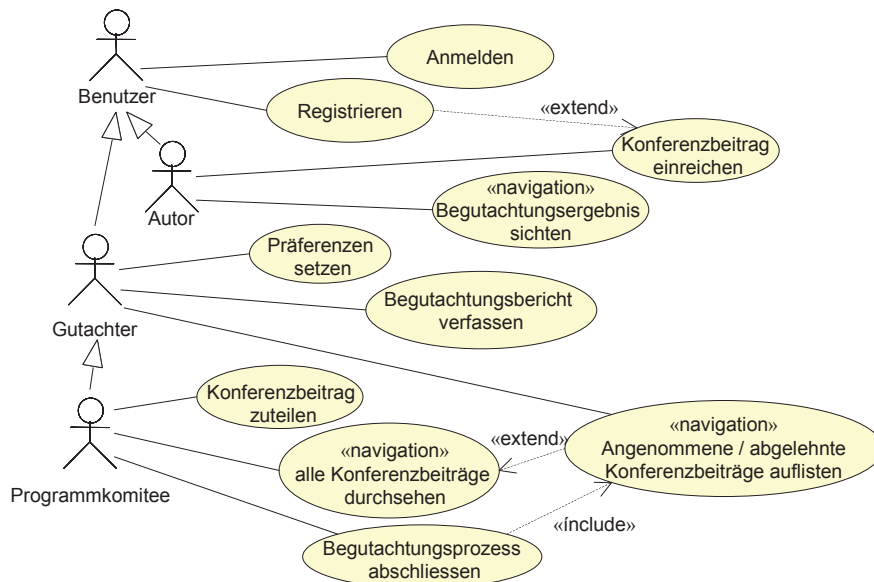 Anmelden
Benutzer
Registrieren
«extend»
Konferenzbeitrag
einreichen
Autor
«navigation»
Begutachtungsergebnis
sichten
Präferenzen
setzen
Begutachtungsbericht
verfassen
Gutachter
Konferenzbeitrag
zuteilen
«navigation»
alle Konferenzbeiträge
durchsehen
«extend»
«navigation»
Angenommene / abgelehnte
Konferenzbeiträge auflisten
Programmkomitee
«ínclude»
Begutachtungsprozess
abschliessen